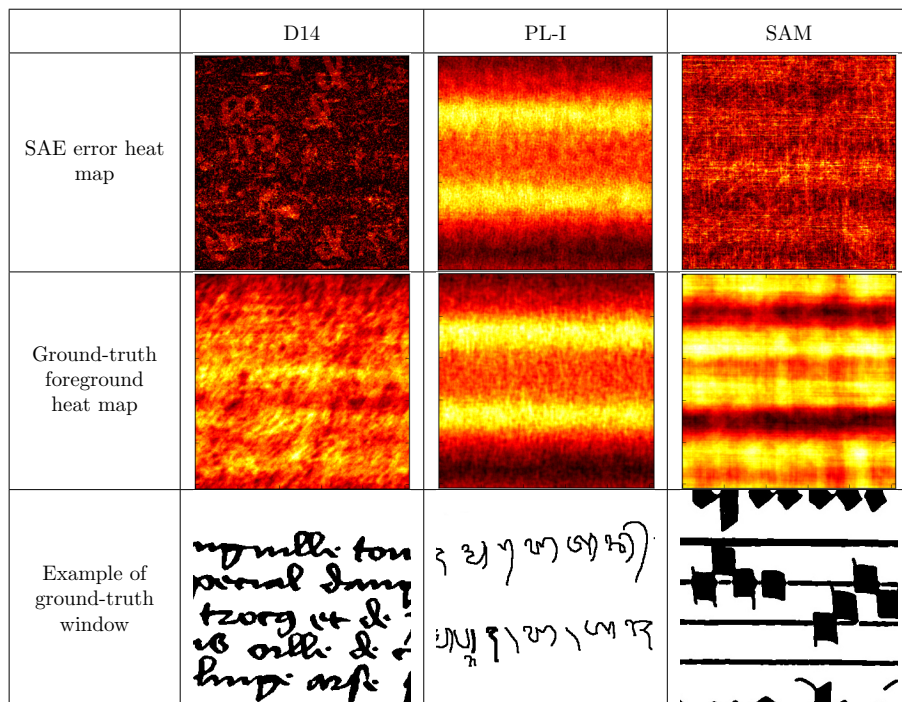 D14 PL-I SAM
SAE error heat
map
Ground-truth
foreground
heat map
Example of
ground-truth
window